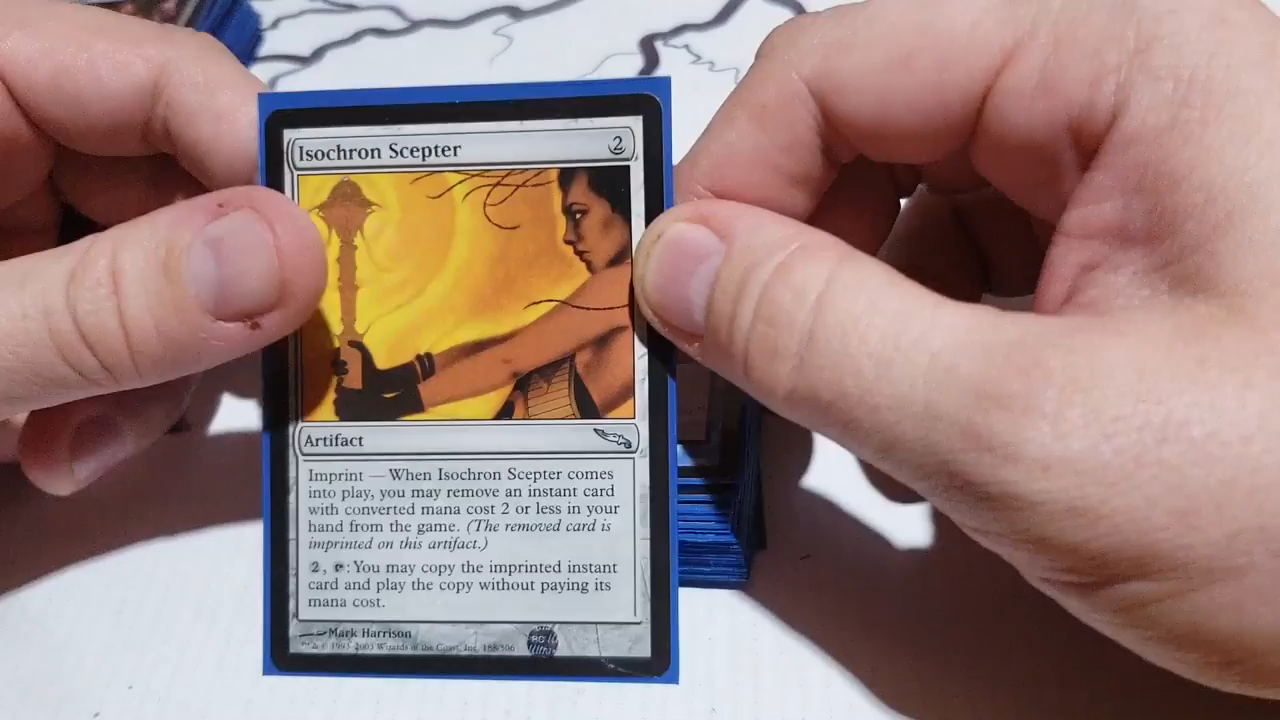 Isochron Scepter 2
Artifact
Imprint — When Isochron Scepter comes
into play, you may remove an instant card
with converted mana cost 2 or less in your
hand from the game. (The removed card is
imprinted on this artifact.)
2, : You may copy the imprinted instant
card and play the copy without paying its
mana cost.
Mark Harrison
™ & © 1993-2003 Wizards of the Coast, Inc. 188/306